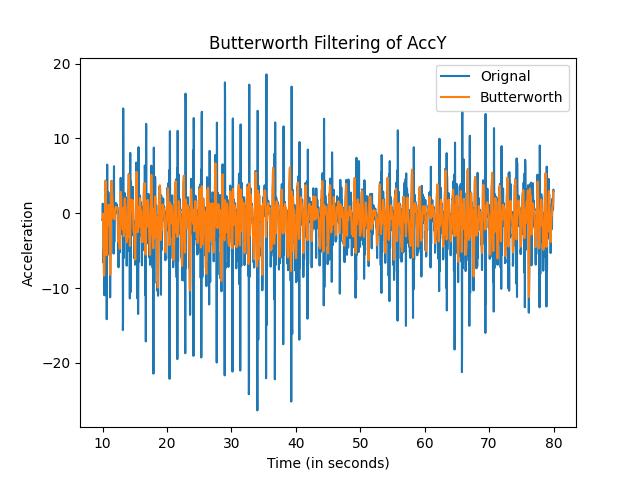 Butterworth Filtering of AccY
Orignal
Butterworth
20
10
0
−10
−20
Acceleration
10 20 30 40 50 60 70 80
Time (in seconds)